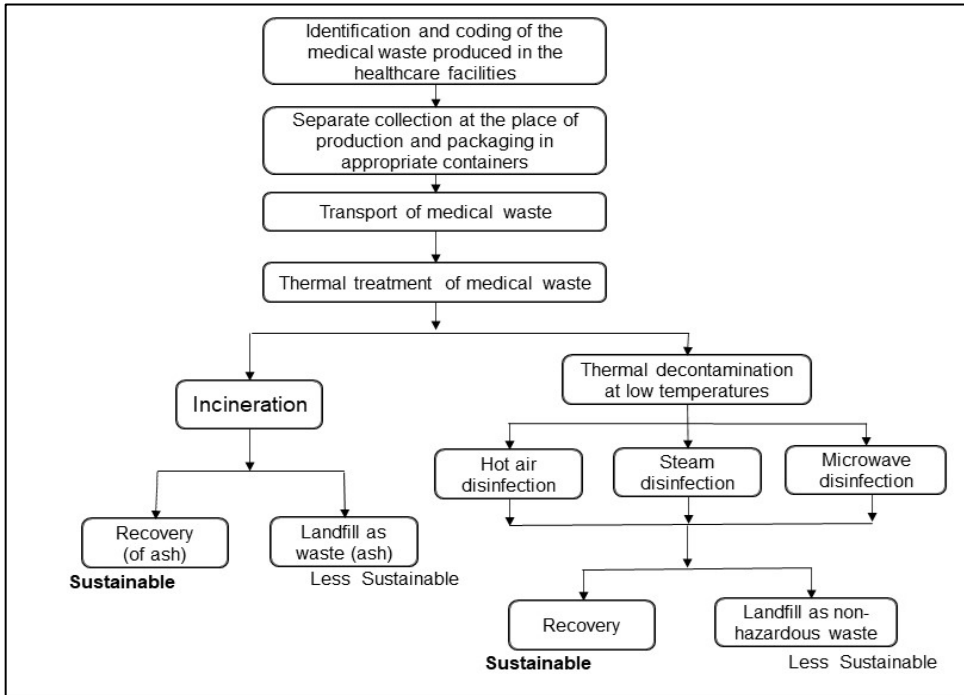 Identification and coding of the
medical waste produced in the
healthcare facilities
Separate collection at the place of
production and packaging in
appropriate containers
Transport of medical waste
Thermal treatment of medical waste
Incineration
Thermal decontamination
at low temperatures
Hot air
disinfection
Steam
disinfection
Microwave
disinfection
Recovery
(of ash)
Sustainable
Landfill as
waste (ash)
Less Sustainable
Recovery
Sustainable
Landfill as non-
hazardous waste
Less Sustainable